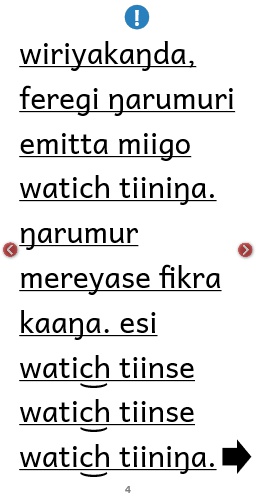 wiriyakaŋda,
feregi ŋarumuri
emitta miigo
watich tiiniŋa.
ŋarumur
mereyase fikra
kaaŋa. esi
watich tiinse
watich tiinse
watich tiiniŋa.
4